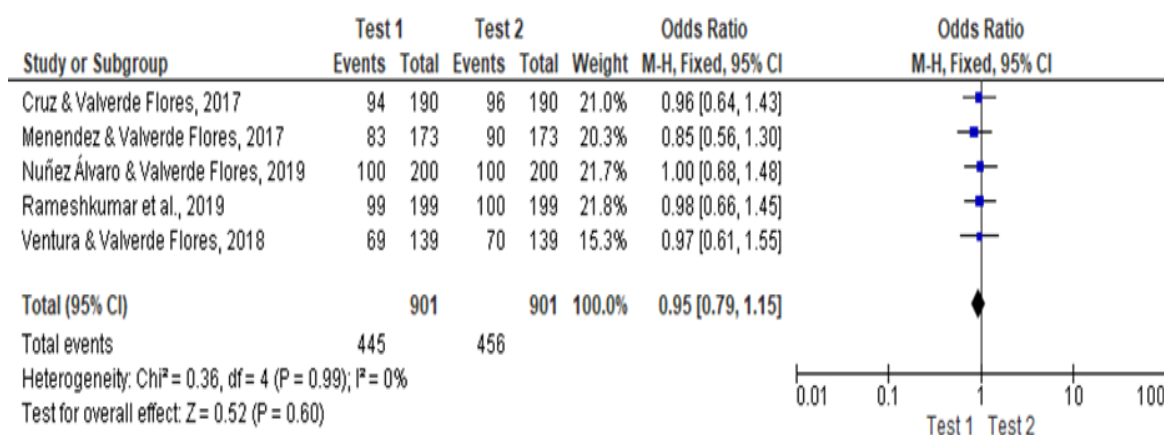 Test 1 Test 2 Odds Ratio Odds Ratio
Study or Subgroup Events Total Events Total Weight M-H, Fixed, 95% CI M-H, Fixed, 95% CI
Cruz & Valverde Flores, 2017 94 190 96 190 21.0% 0.96 [0.64, 1.43]
Menendez & Valverde Flores, 2017 83 173 90 173 20.3% 0.85 [0.56, 1.30]
Nuñez Álvaro & Valverde Flores, 2019 100 200 100 200 21.7% 1.00 [0.68, 1.48]
Rameshkumar et al., 2019 99 199 100 199 21.8% 0.98 [0.66, 1.45]
Ventura & Valverde Flores, 2018 69 139 70 139 15.3% 0.97 [0.61, 1.55]
Total (95% CI) 901 901 100.0% 0.95 [0.79, 1.15]
Total events 445 456
Heterogeneity: Chi² = 0.36, df = 4 (P = 0.99); I² = 0%
Test for overall effect: Z = 0.52 (P = 0.60)
0.01 0.1 1 10 100
Test 1 Test 2